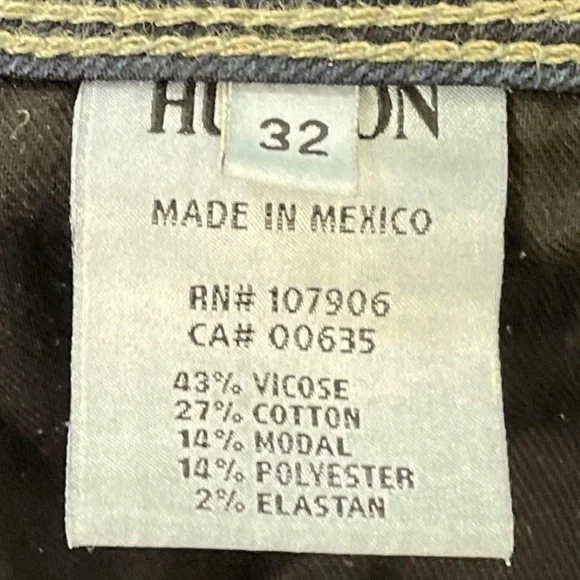 32
MADE IN MEXICO
RN# 107906
CA# 00635
43% VICOSE
27% COTTON
14% MODAL
14% POLYESTER
2% ELASTAN